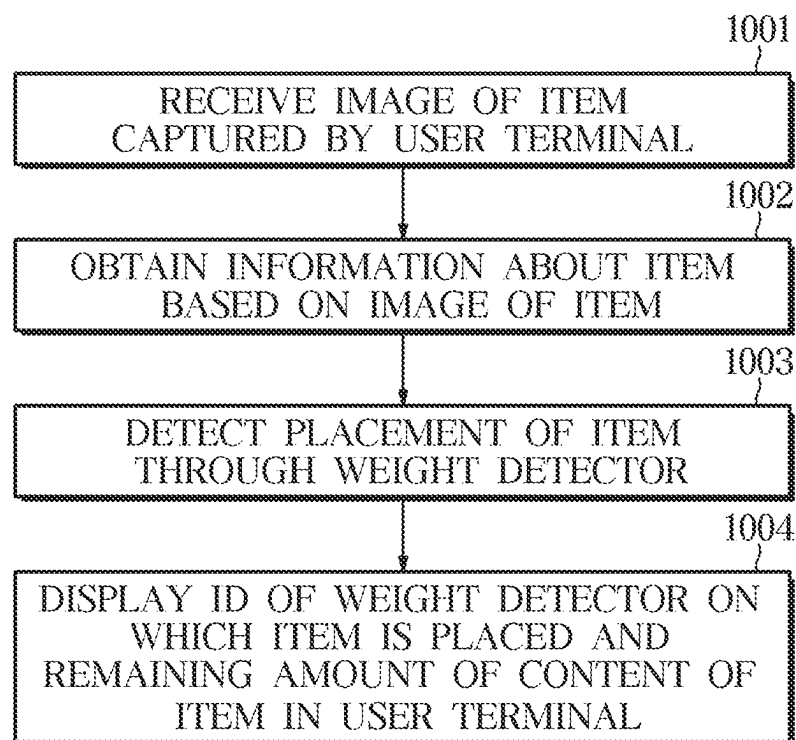 1001
RECEIVE IMAGE OF ITEM
CAPTURED BY USER TERMINAL
1002
OBTAIN INFORMATION ABOUT ITEM
BASED ON IMAGE OF ITEM
1003
DETECT PLACEMENT OF ITEM
THROUGH WEIGHT DETECTOR
1004
DISPLAY ID OF WEIGHT DETECTOR ON
WHICH ITEM IS PLACED AND
REMAINING AMOUNT OF CONTENT OF
ITEM IN USER TERMINAL